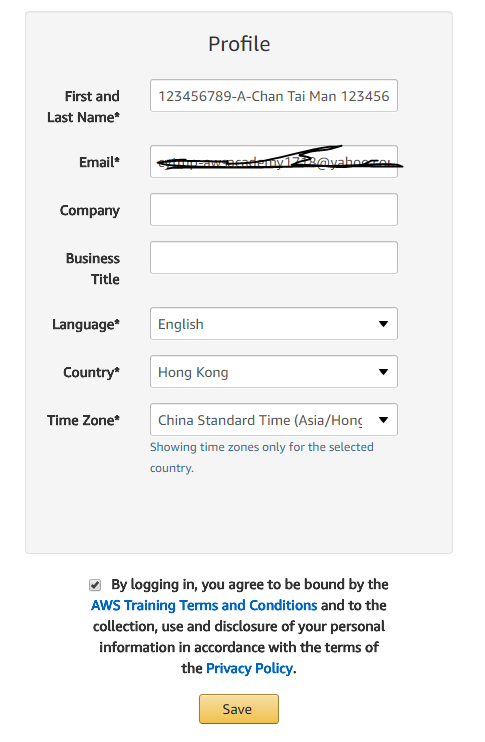 Profile
First and
Last Name*
123456789-A-Chan Tai Man 123456
Email*
Company
Business
Title
Language*
English
Country*
Hong Kong
Time Zone*
China Standard Time (Asia/Hong
Showing time zones only for the selected
country.
By logging in, you agree to be bound by the
AWS Training Terms and Conditions and to the
collection, use and disclosure of your personal
information in accordance with the terms of
the Privacy Policy.
Save